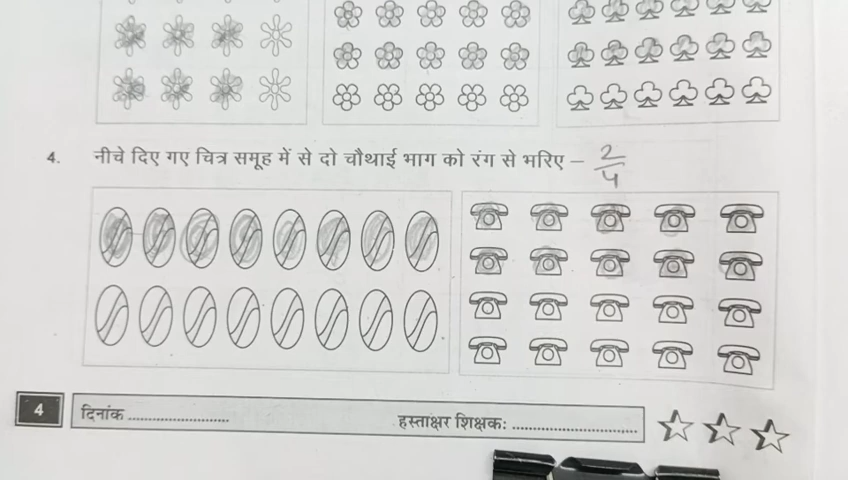 4. नीचे दिए गए चित्र समूह में से दो चौथाई भाग को रंग से भरिए – 2/4
4 दिनांक ............................ हस्ताक्षर शिक्षक: ..................................